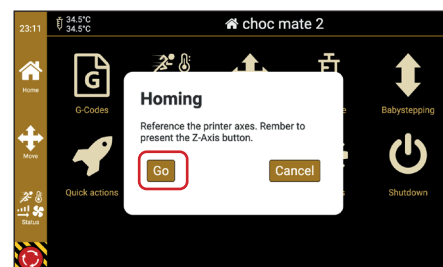 23:11
34.5°C
34.5°C
choc mate 2
Home
G-Codes
Babystepping
Homing
Reference the printer axes. Rember to
present the Z-Axis button.
Go
Cancel
Move
Quick actions
Shutdown
Status